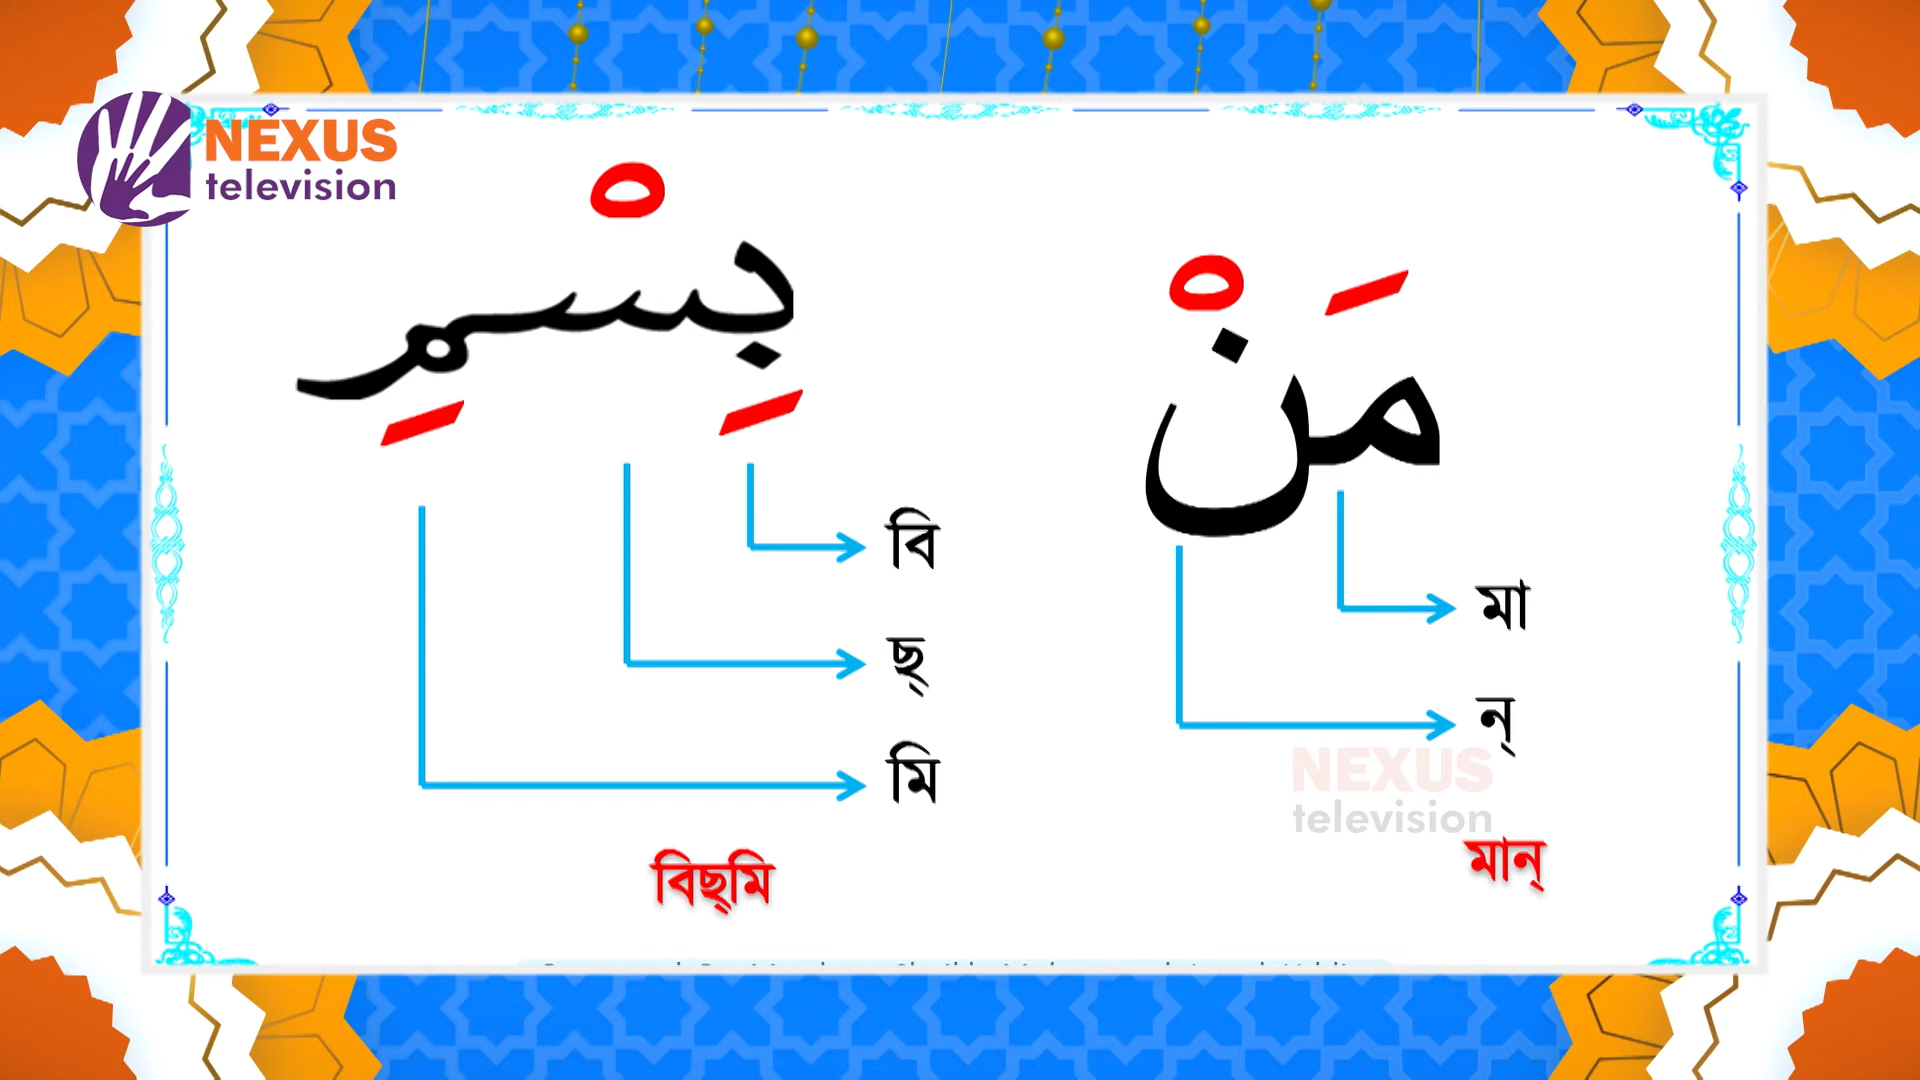 NEXUS
television
بِسْمِ
مَنْ
বি
ছ্
মি
মা
ন্
NEXUS
television
বিছ্মি
মান্